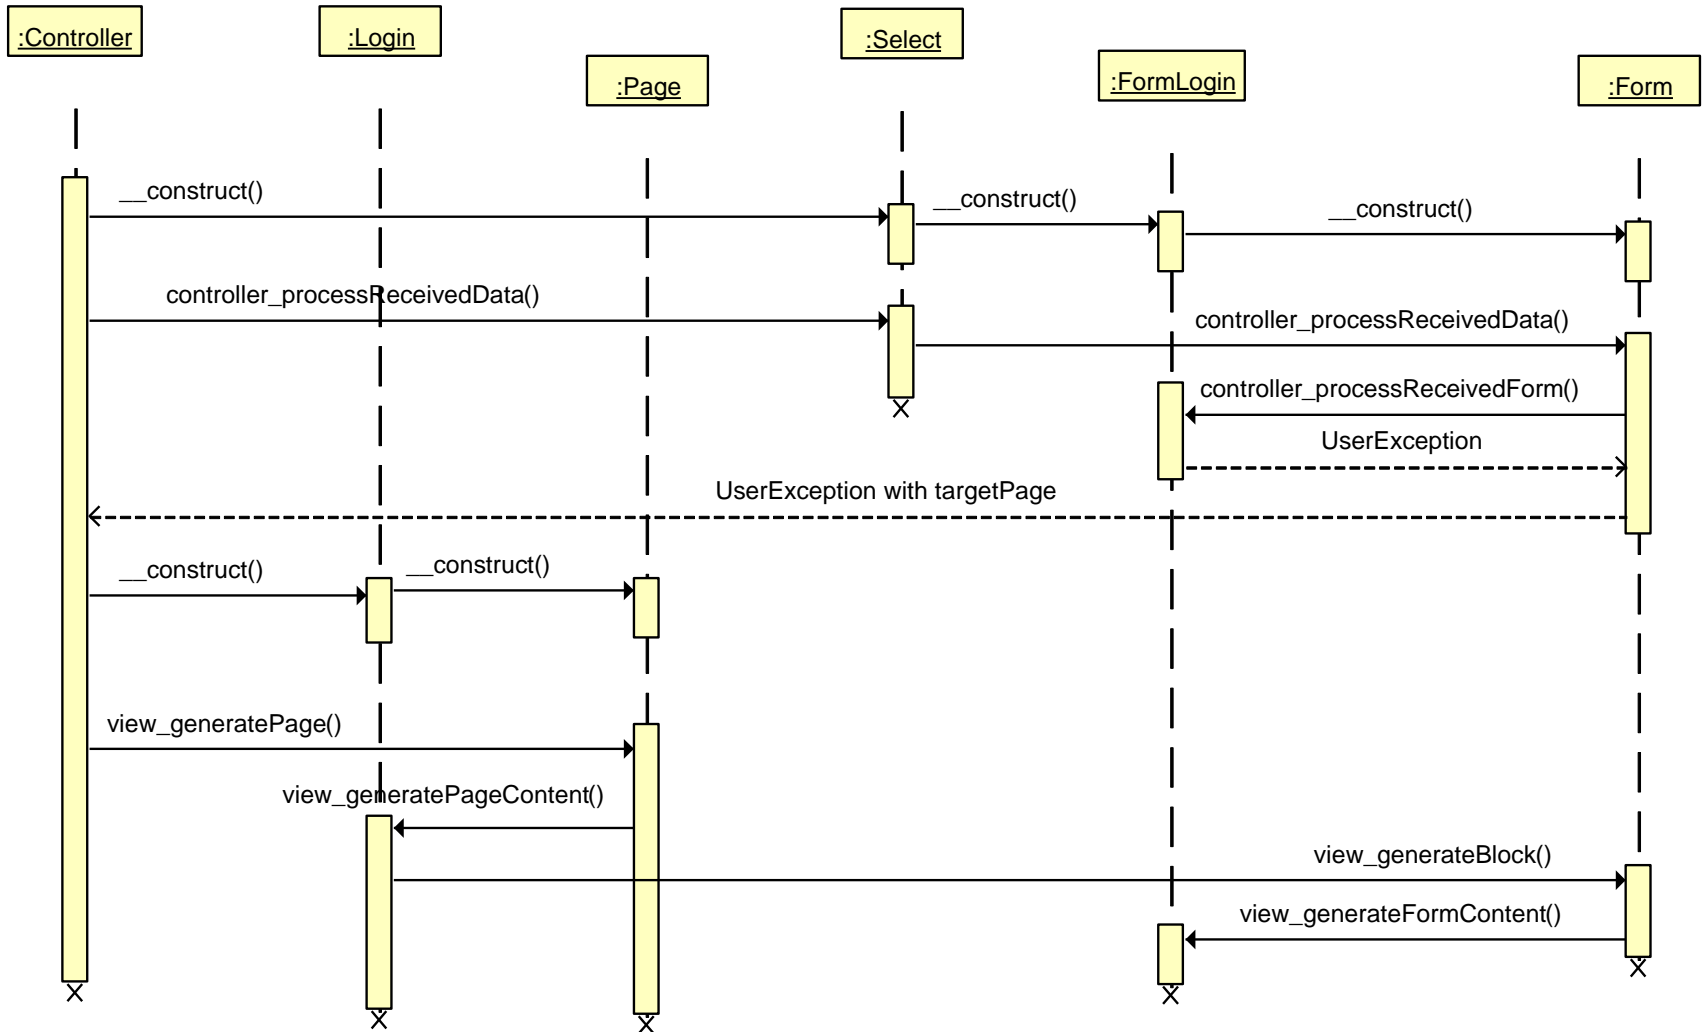 :Controller
:Login
:Page
:Select
:FormLogin
:Form
__construct()
__construct()
__construct()
controller_processReceivedData()
controller_processReceivedData()
controller_processReceivedForm()
UserException
UserException with targetPage
__construct()
__construct()
view_generatePage()
view_generatePageContent()
view_generateBlock()
view_generateFormContent()